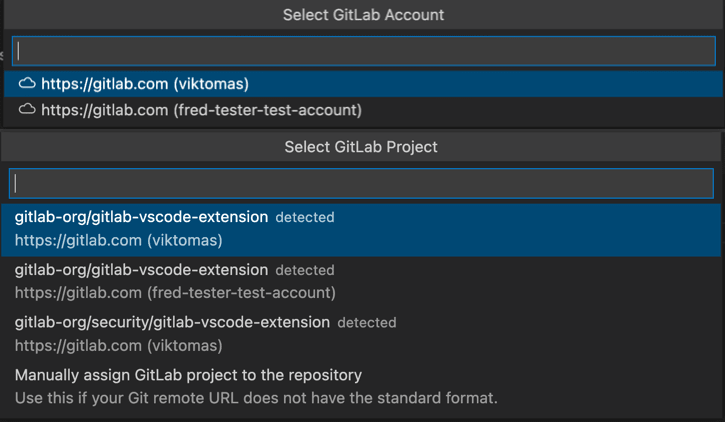 Select GitLab Account
https://gitlab.com (viktomas)
https://gitlab.com (fred-tester-test-account)
Select GitLab Project
gitlab-org/gitlab-vscode-extension detected
https://gitlab.com (viktomas)
gitlab-org/gitlab-vscode-extension detected
https://gitlab.com (fred-tester-test-account)
gitlab-org/security/gitlab-vscode-extension detected
https://gitlab.com (viktomas)
Manually assign GitLab project to the repository
Use this if your Git remote URL does not have the standard format.